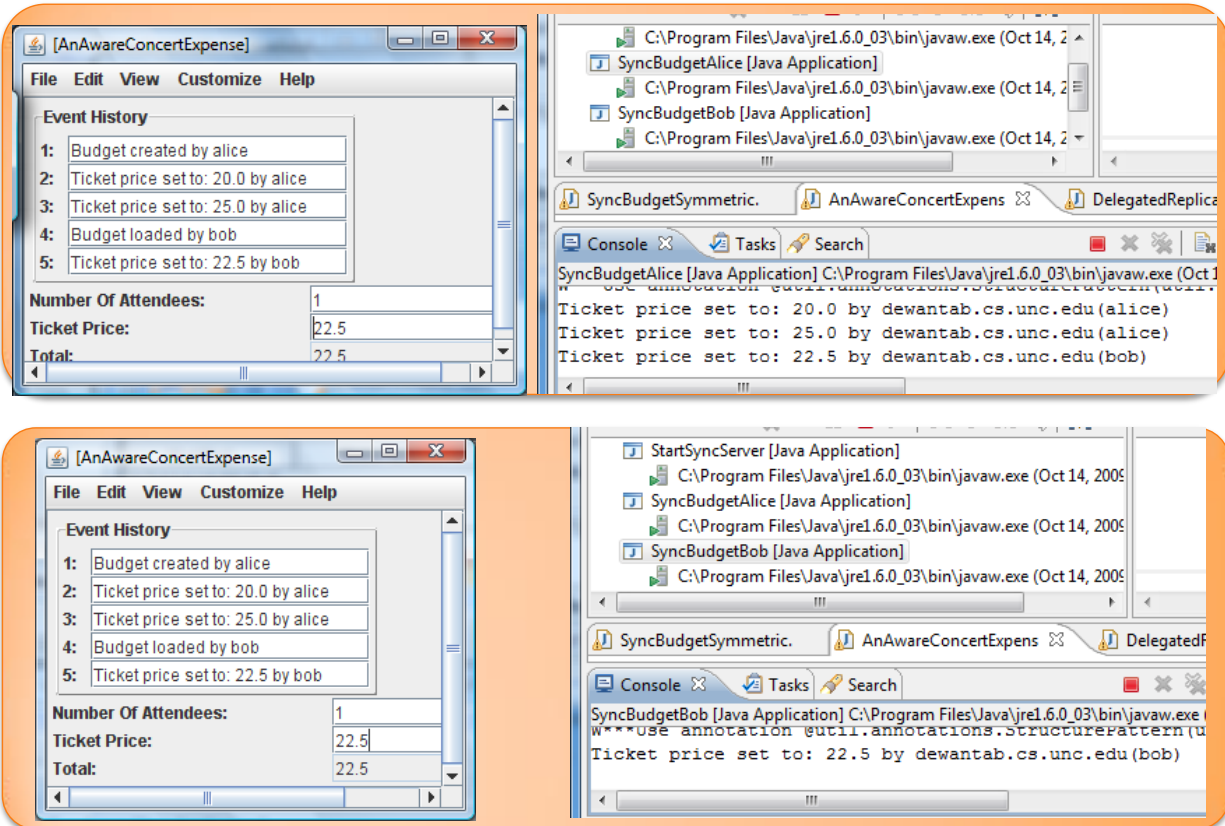 [AnAwareConcertExpense]
File Edit View Customize Help
Event History
1: Budget created by alice
2: Ticket price set to: 20.0 by alice
3: Ticket price set to: 25.0 by alice
4: Budget loaded by bob
5: Ticket price set to: 22.5 by bob
Number Of Attendees: 1
Ticket Price: 22.5
Total: 22.5
C:\Program Files\Java\jre1.6.0_03\bin\javaw.exe (Oct 14, 2
SyncBudgetAlice [Java Application]
C:\Program Files\Java\jre1.6.0_03\bin\javaw.exe (Oct 14, 2
SyncBudgetBob [Java Application]
C:\Program Files\Java\jre1.6.0_03\bin\javaw.exe (Oct 14, 2
SyncBudgetSymmetric. AnAwareConcertExpens DelegatedReplica
Console Tasks Search
SyncBudgetAlice [Java Application] C:\Program Files\Java\jre1.6.0_03\bin\javaw.exe (Oct 1
Use annotation @util.annotations.StructurePattern(util.
Ticket price set to: 20.0 by dewantab.cs.unc.edu(alice)
Ticket price set to: 25.0 by dewantab.cs.unc.edu(alice)
Ticket price set to: 22.5 by dewantab.cs.unc.edu(bob)
[AnAwareConcertExpense]
File Edit View Customize Help
Event History
1: Budget created by alice
2: Ticket price set to: 20.0 by alice
3: Ticket price set to: 25.0 by alice
4: Budget loaded by bob
5: Ticket price set to: 22.5 by bob
Number Of Attendees: 1
Ticket Price: 22.5
Total: 22.5
StartSyncServer [Java Application]
C:\Program Files\Java\jre1.6.0_03\bin\javaw.exe (Oct 14, 2009
SyncBudgetAlice [Java Application]
C:\Program Files\Java\jre1.6.0_03\bin\javaw.exe (Oct 14, 2009
SyncBudgetBob [Java Application]
C:\Program Files\Java\jre1.6.0_03\bin\javaw.exe (Oct 14, 2009
SyncBudgetSymmetric. AnAwareConcertExpens DelegatedR
Console Tasks Search
SyncBudgetBob [Java Application] C:\Program Files\Java\jre1.6.0_03\bin\javaw.exe (
W***Use annotation @util.annotations.StructurePattern(u
Ticket price set to: 22.5 by dewantab.cs.unc.edu(bob)